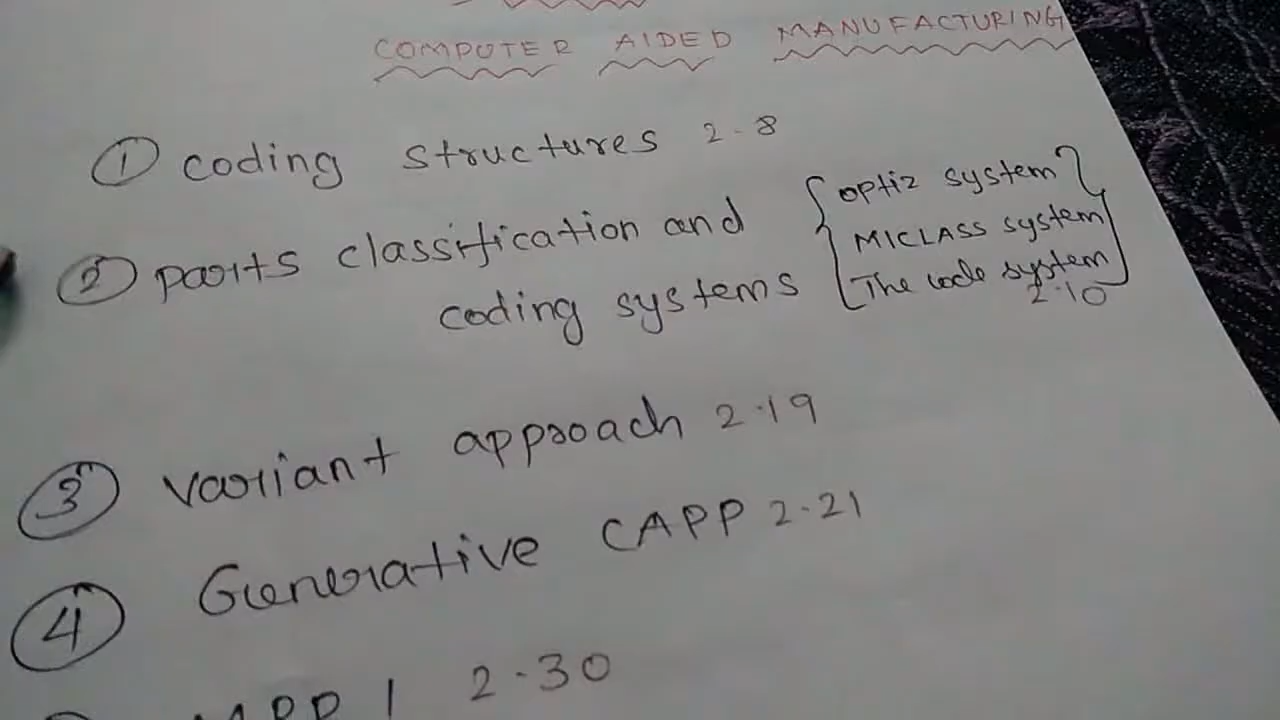 COMPUTER AIDED MANUFACTURING
① coding structures 2-8
② parts classification and
coding systems
{optiz system}
MICLASS system
The code system
2.10
③ variant approach 2.19
④ Generative CAPP 2.21
2.30